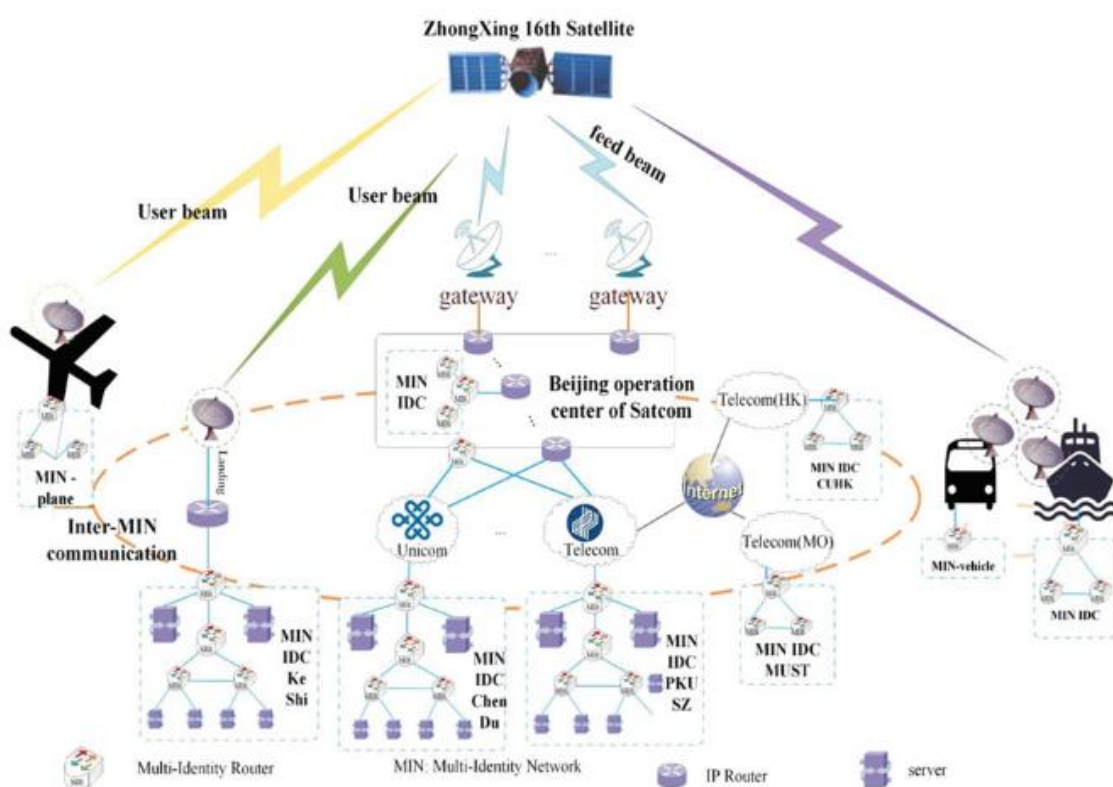 ZhongXing 16th Satellite
feed beam
User beam
User beam
gateway
...
gateway
MIN
IDC
Beijing operation
center of Satcom
Telecom(HK)
MIN IDC
CUHK
MIN -
plane
Landing
Internet
Inter-MIN
communication
Unicom
...
Telecom
Telecom(MO)
MIN-vehicle
MIN IDC
MIN
IDC
Ke
Shi
MIN
IDC
Chen
Du
MIN
IDC
PKU
SZ
MIN IDC
MUST
Multi-Identity Router
MIN: Multi-Identity Network
IP Router
server